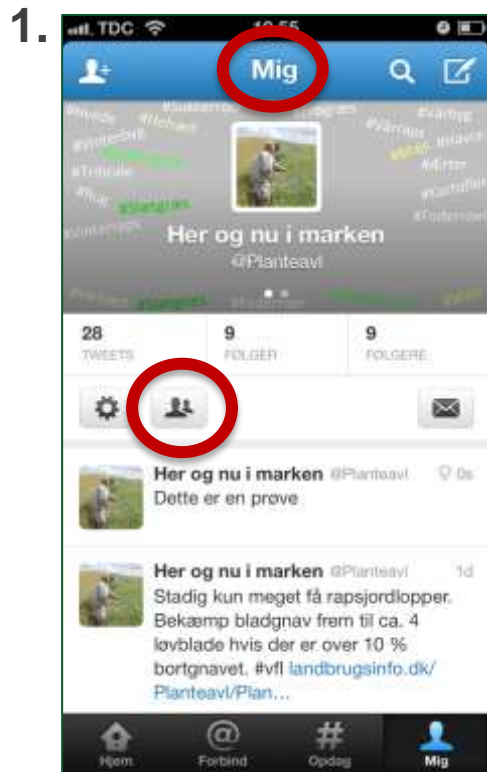 1.
TDC 10.55
Mig
Her og nu i marken
@Planteavl
28
TWEETS
9
FØLGER
9
FØLGERE
Her og nu i marken @Planteavl 0s
Dette er en prøve
Her og nu i marken @Planteavl 1d
Stadig kun meget få rapsjordlopper.
Bekæmp bladgnav frem til ca. 4
løvblade hvis der er over 10 %
bortgnavet. #vfl landbrugsinfo.dk/
Planteavl/Plan...
Hjem
Forbind
Opdag
Mig